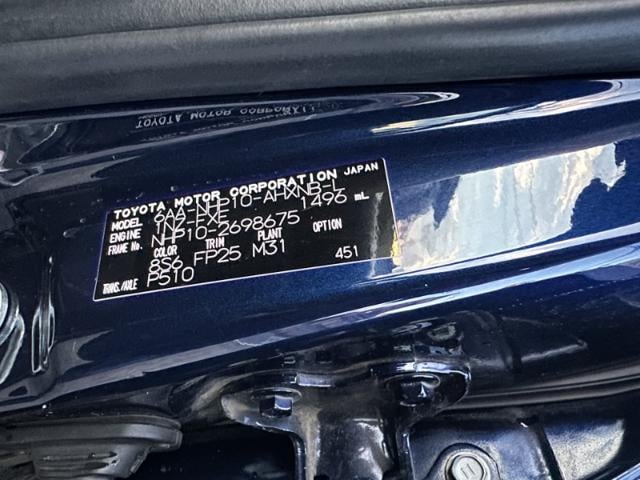 TOYOTA MOTOR CORPORATION JAPAN
MODEL 6AA-NHP10-AHXNB-L
ENGINE 1NZ-FXE 1496 mL
FRAME No. NHP10-2698675
COLOR TRIM PLANT OPTION
8S6 FP25 M31 451
TRANS./AXLE P510